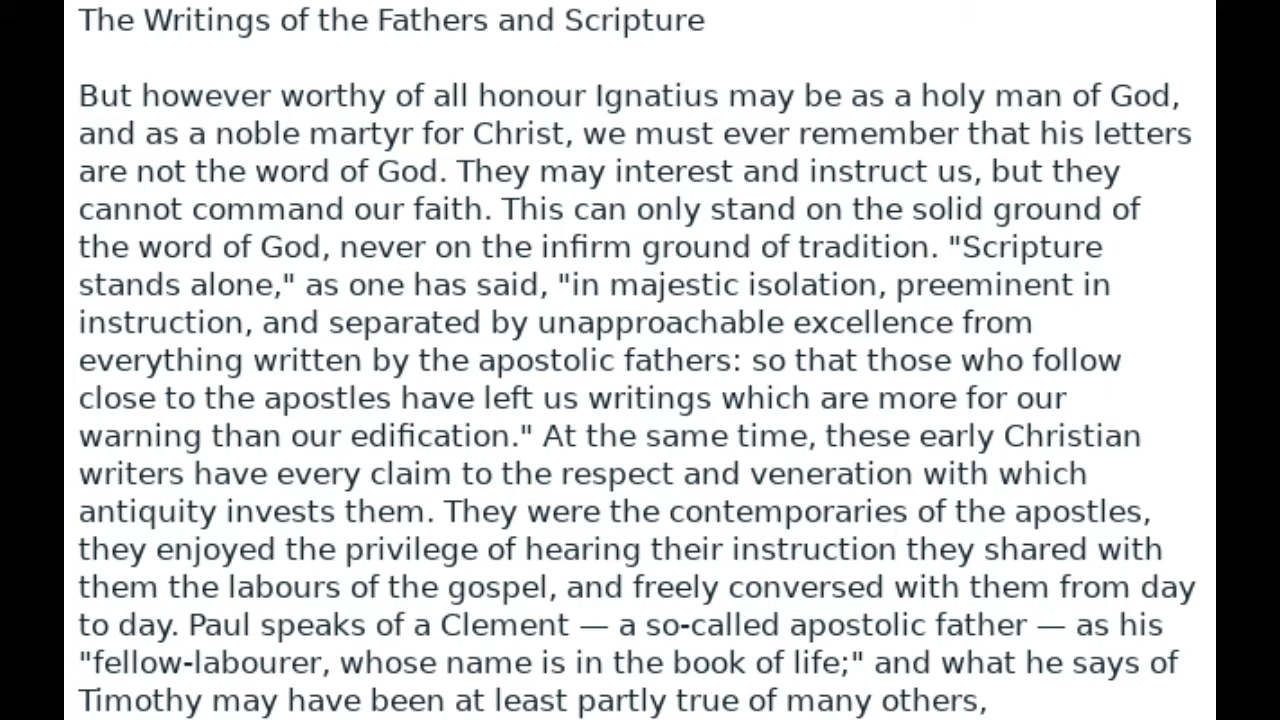 The Writings of the Fathers and Scripture
But however worthy of all honour Ignatius may be as a holy man of God,
and as a noble martyr for Christ, we must ever remember that his letters
are not the word of God. They may interest and instruct us, but they
cannot command our faith. This can only stand on the solid ground of
the word of God, never on the infirm ground of tradition. "Scripture
stands alone," as one has said, "in majestic isolation, preeminent in
instruction, and separated by unapproachable excellence from
everything written by the apostolic fathers: so that those who follow
close to the apostles have left us writings which are more for our
warning than our edification." At the same time, these early Christian
writers have every claim to the respect and veneration with which
antiquity invests them. They were the contemporaries of the apostles,
they enjoyed the privilege of hearing their instruction they shared with
them the labours of the gospel, and freely conversed with them from day
to day. Paul speaks of a Clement — a so-called apostolic father — as his
"fellow-labourer, whose name is in the book of life;" and what he says of
Timothy may have been at least partly true of many others,